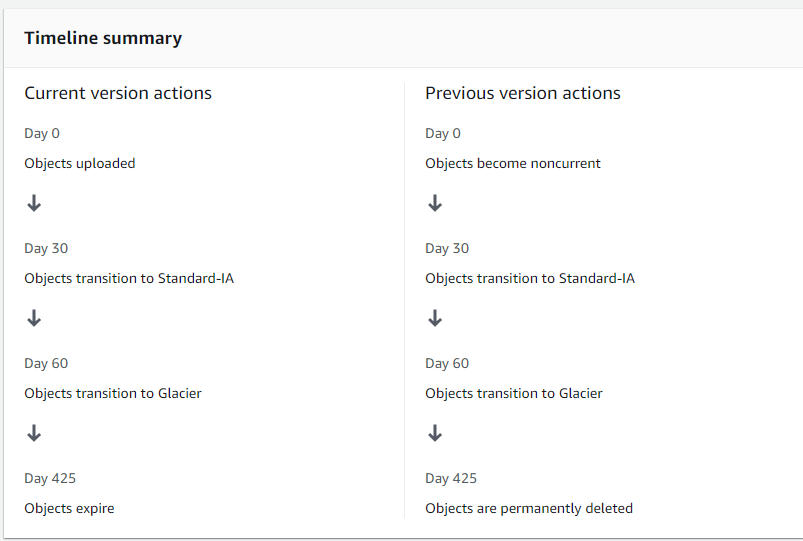 Timeline summary
Current version actions
Day 0
Objects uploaded
Day 30
Objects transition to Standard-IA
Day 60
Objects transition to Glacier
Day 425
Objects expire
Previous version actions
Day 0
Objects become noncurrent
Day 30
Objects transition to Standard-IA
Day 60
Objects transition to Glacier
Day 425
Objects are permanently deleted